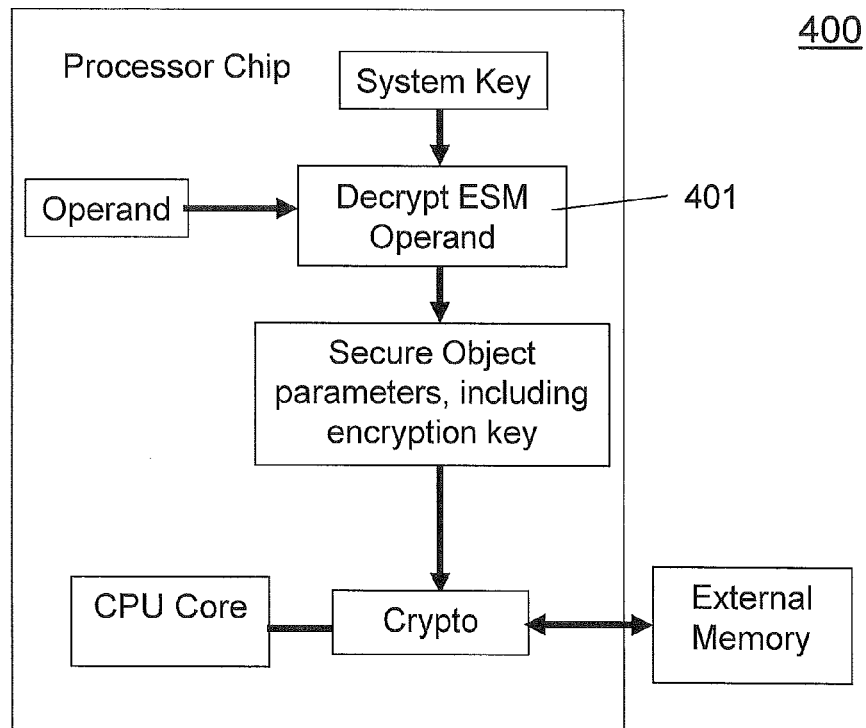 400
Processor Chip
System Key
Operand
Decrypt ESM
Operand
401
Secure Object
parameters, including
encryption key
CPU Core
Crypto
External
Memory